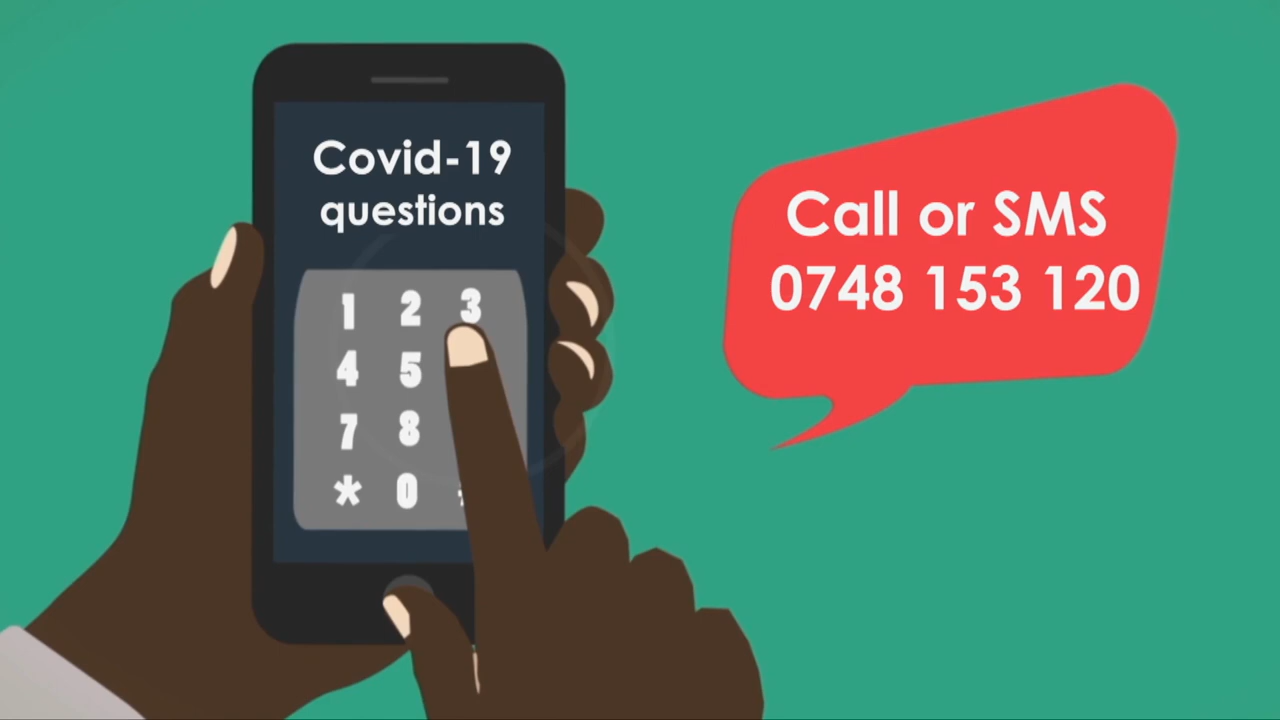 Covid-19
questions
1 2 3
4 5
7 8
* 0
Call or SMS
0748 153 120